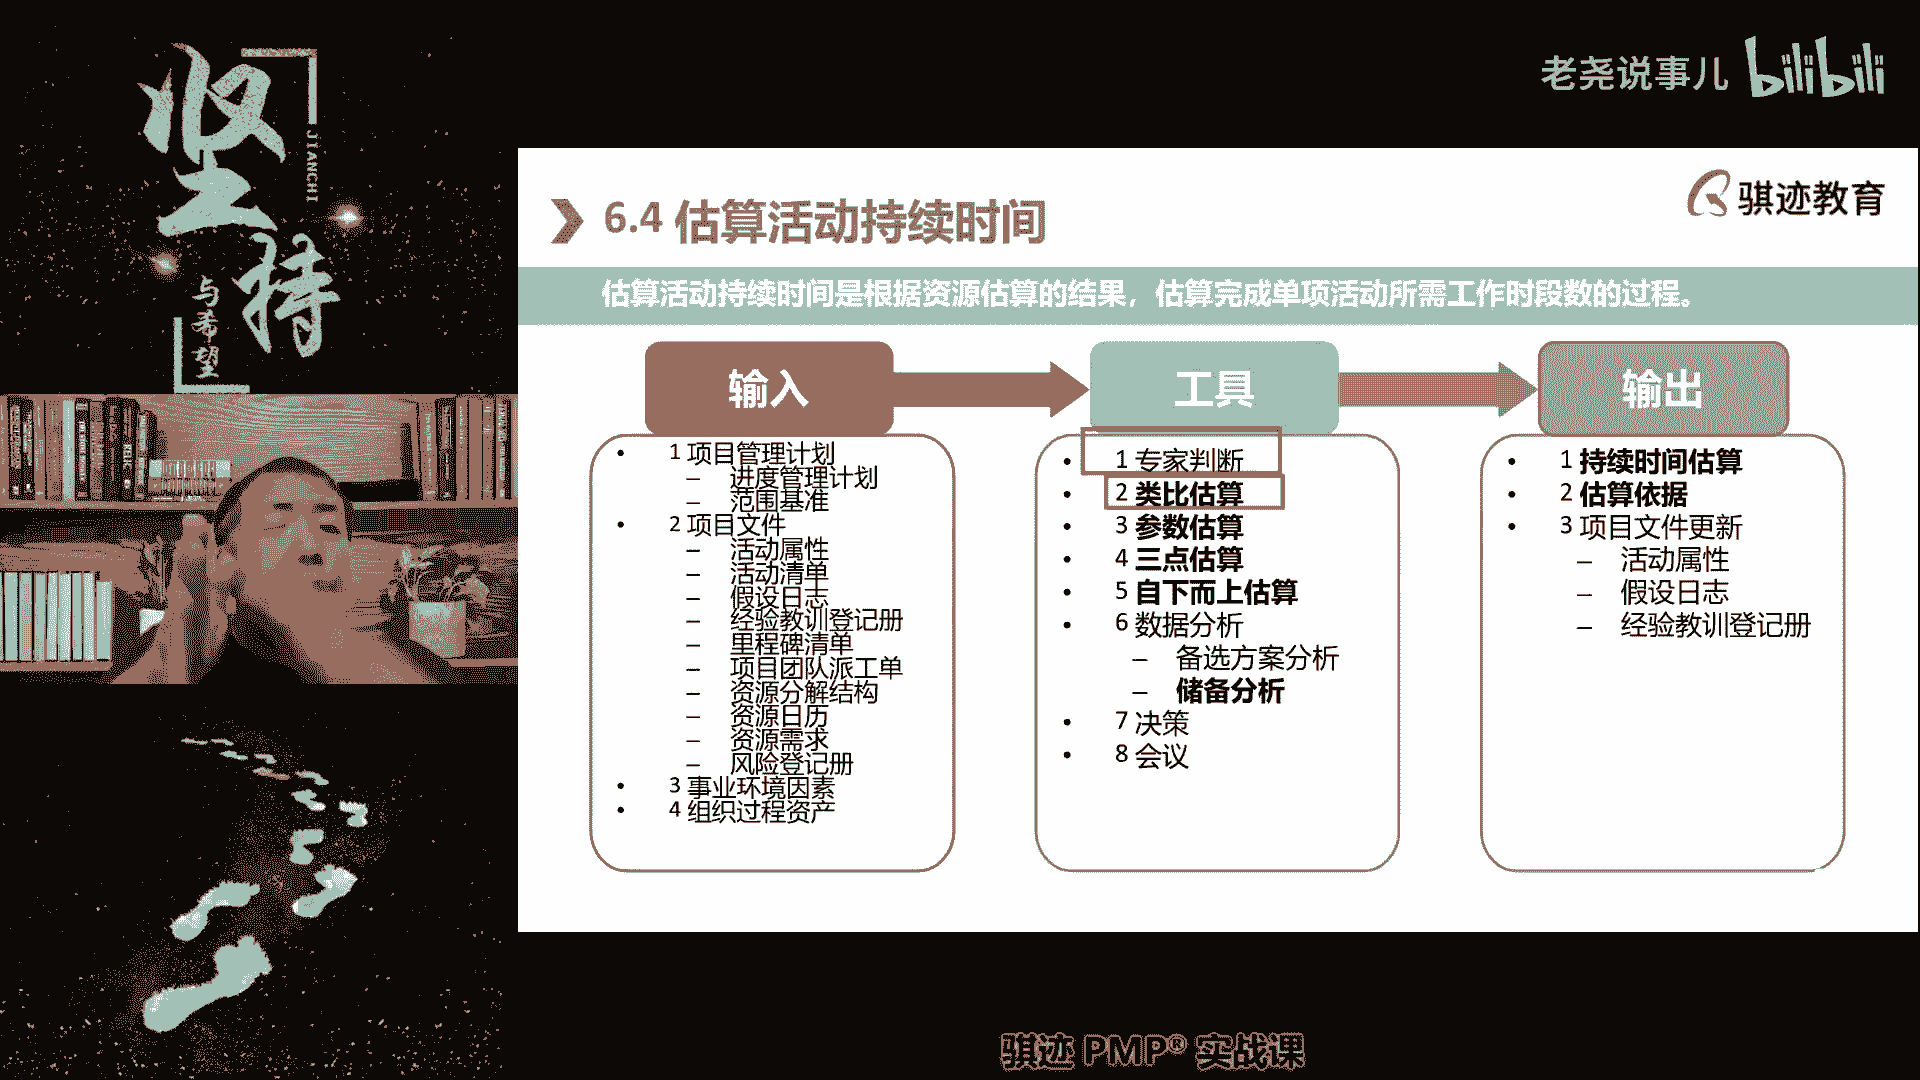 坚持
JIANCHI
与希望
老尧说事儿 bilibili
骐迹教育
6.4 估算活动持续时间
估算活动持续时间是根据资源估算的结果，估算完成单项活动所需工作时段数的过程。
输入
• 1 项目管理计划
– 进度管理计划
– 范围基准
• 2 项目文件
– 活动属性
– 活动清单
– 假设日志
– 经验教训登记册
– 里程碑清单
– 项目团队派工单
– 资源分解结构
– 资源日历
– 资源需求
– 风险登记册
• 3 事业环境因素
• 4 组织过程资产
工具
• 1 专家判断
• 2 类比估算
• 3 参数估算
• 4 三点估算
• 5 自下而上估算
• 6 数据分析
– 备选方案分析
– 储备分析
• 7 决策
• 8 会议
输出
• 1 持续时间估算
• 2 估算依据
• 3 项目文件更新
– 活动属性
– 假设日志
– 经验教训登记册
骐迹 PMP® 实战课